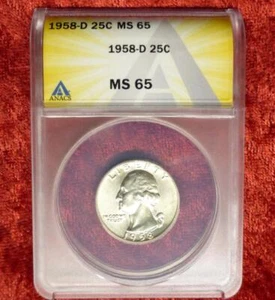 1958-D 25C MS 65
1958-D 25C
ANACS
MS 65
LIBERTY
1958